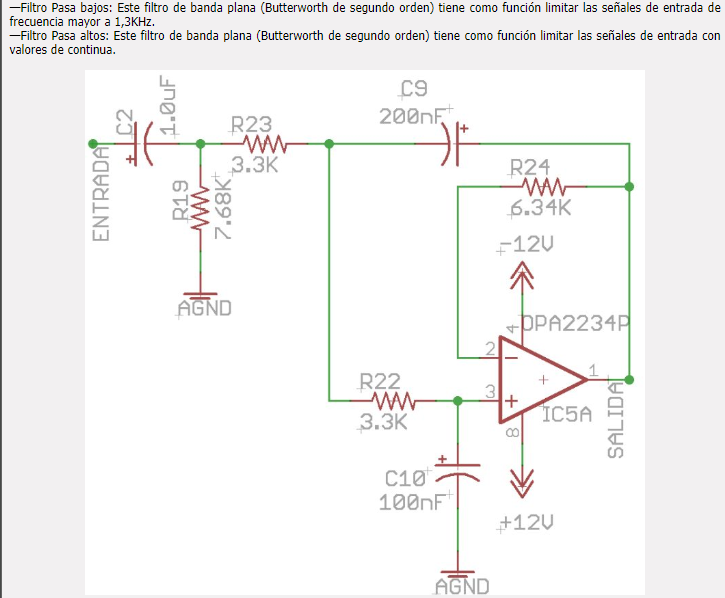 —Filtro Pasa bajos: Este filtro de banda plana (Butterworth de segundo orden) tiene como función limitar las señales de entrada de
frecuencia mayor a 1,3KHz.
—Filtro Pasa altos: Este filtro de banda plana (Butterworth de segundo orden) tiene como función limitar las señales de entrada con
valores de continua.
C9
200nF
+
C2
1.0uF
+
R23
3.3K
ENTRADA
R19
7.68K
AGND
R24
6.34K
-12V
4
OPA2234P
2
-
3
+
1
8
IC5A
SALIDA
R22
3.3K
+
C10
100nF
+12V
AGND